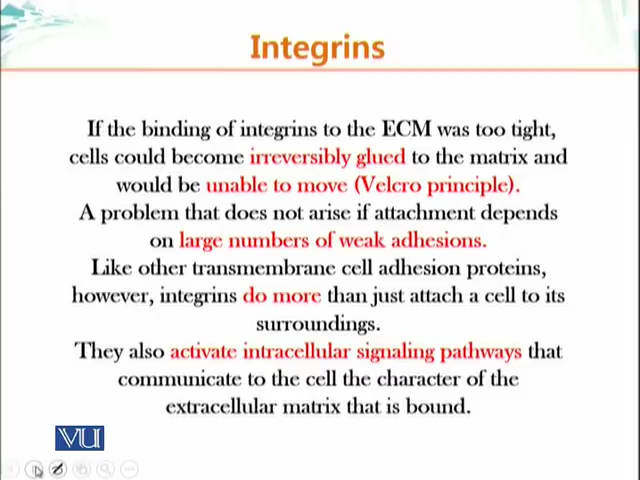 Integrins
If the binding of integrins to the ECM was too tight,
cells could become irreversibly glued to the matrix and
would be unable to move (Velcro principle).
A problem that does not arise if attachment depends
on large numbers of weak adhesions.
Like other transmembrane cell adhesion proteins,
however, integrins do more than just attach a cell to its
surroundings.
They also activate intracellular signaling pathways that
communicate to the cell the character of the
extracellular matrix that is bound.
VU